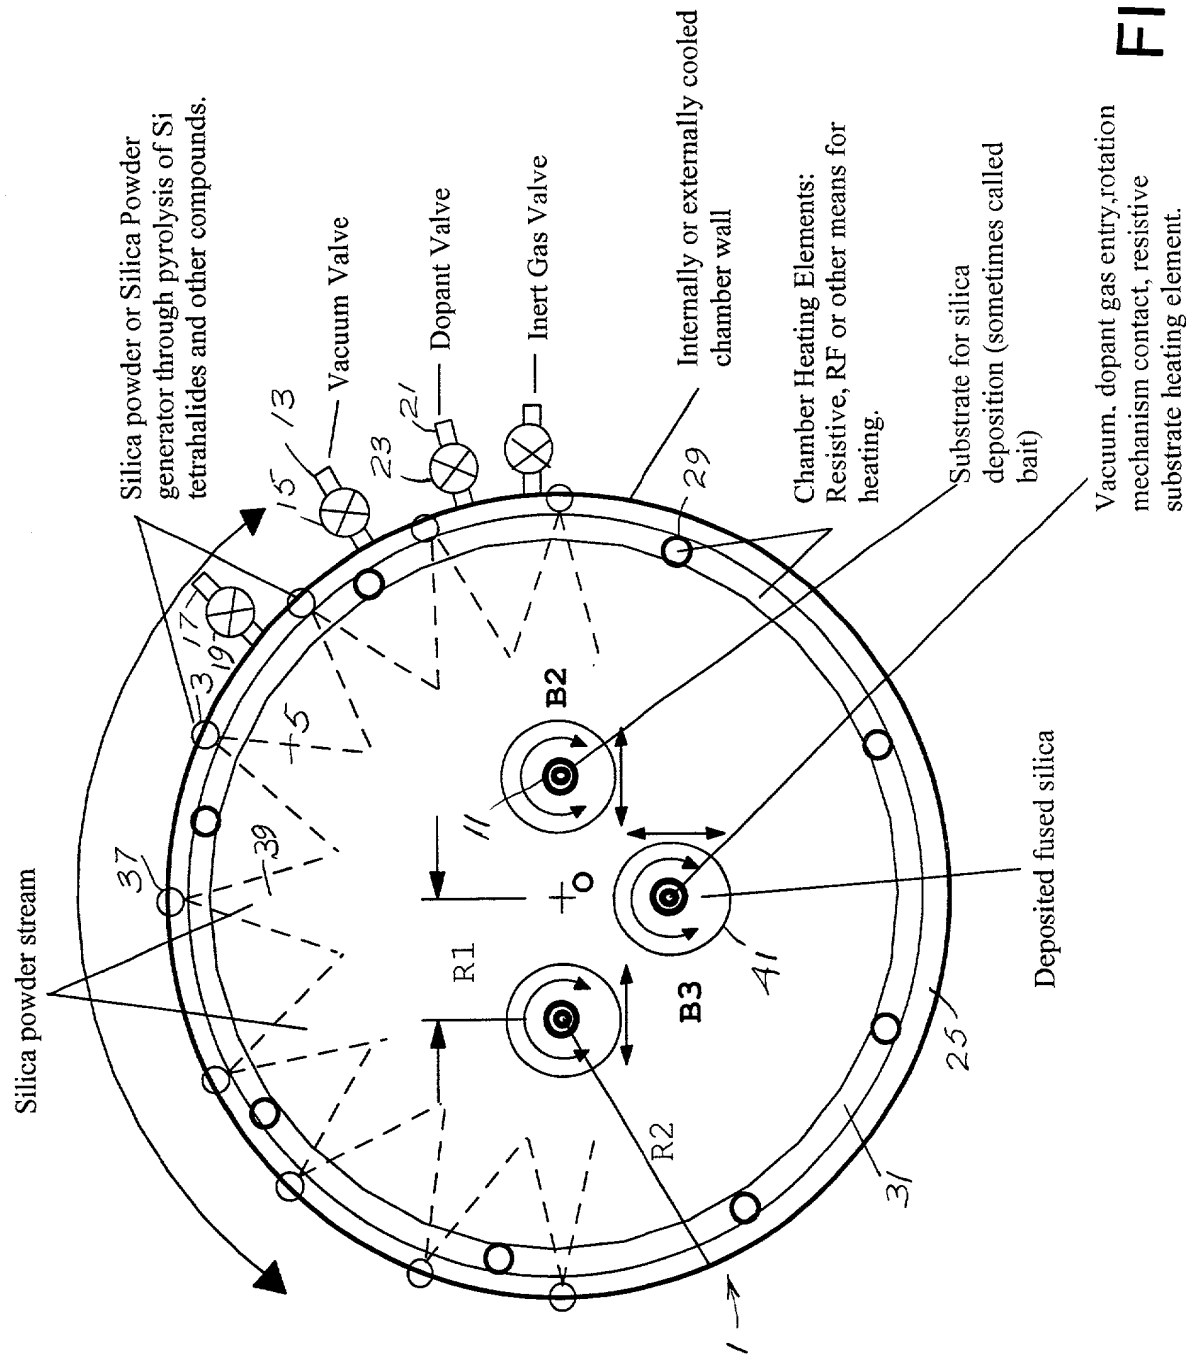 Silica powder stream
Silica powder or Silica Powder
generator through pyrolysis of Si
tetrahalides and other compounds.
37
39
3
5
17
19
15
13
Vacuum Valve
23
21
Dopant Valve
Inert Gas Valve
Internally or externally cooled
chamber wall
29
Chamber Heating Elements:
Resistive, RF or other means for
heating.
Substrate for silica
deposition (sometimes called
bait)
Vacuum. dopant gas entry,rotation
mechanism contact, resistive
substrate heating element.
R1
11
B2
B3
41
R2
1
31
25
Deposited fused silica
FI